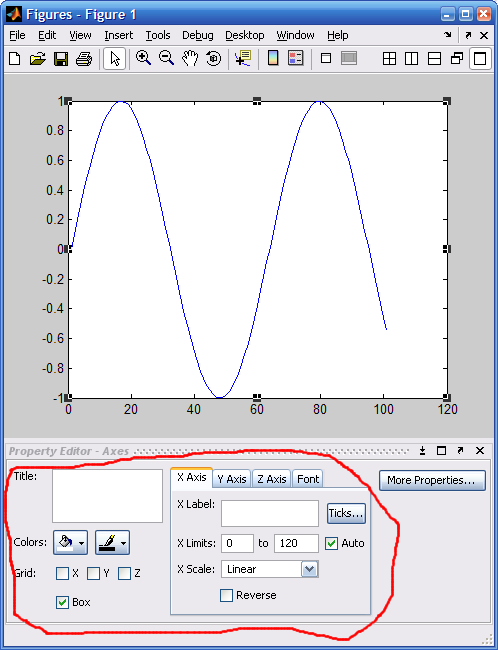 Figures - Figure 1
File Edit View Insert Tools Debug Desktop Window Help
1
0.8
0.6
0.4
0.2
0
-0.2
-0.4
-0.6
-0.8
-1
0 20 40 60 80 100 120
Property Editor - Axes
Title:
X Axis Y Axis Z Axis Font
More Properties...
X Label:
Ticks...
Colors:
X Limits: 0 to 120 Auto
Grid: X Y Z
X Scale: Linear
Box
Reverse